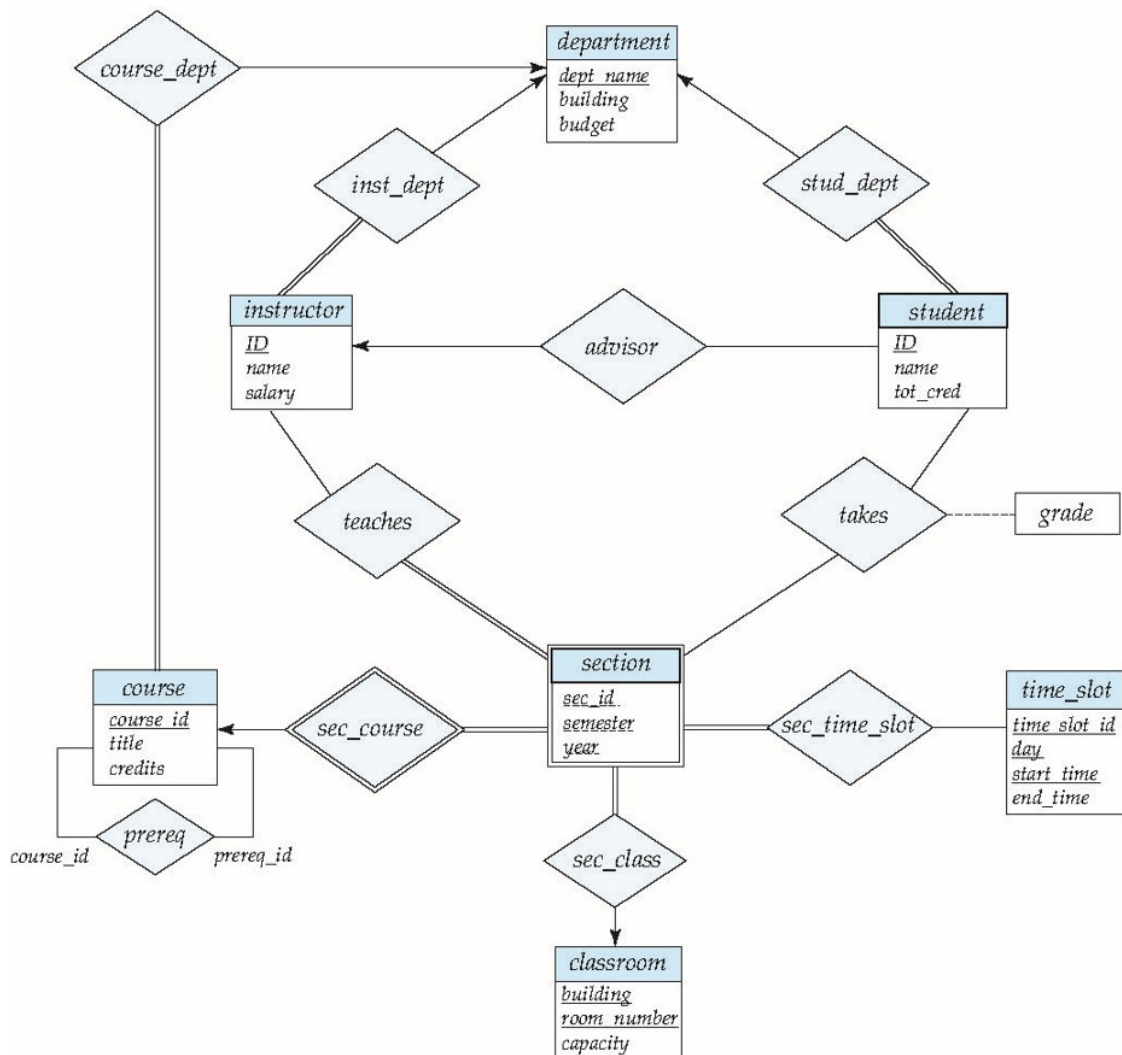 department
course_dept
dept_name
building
budget
inst_dept
stud_dept
instructor
ID
name
salary
advisor
student
ID
name
tot_cred
teaches
takes
grade
section
sec_id
semester
year
course
course_id
title
credits
sec_course
sec_time_slot
time_slot
time_slot_id
day
start_time
end_time
prereq
course_id
prereq_id
sec_class
classroom
building
room_number
capacity